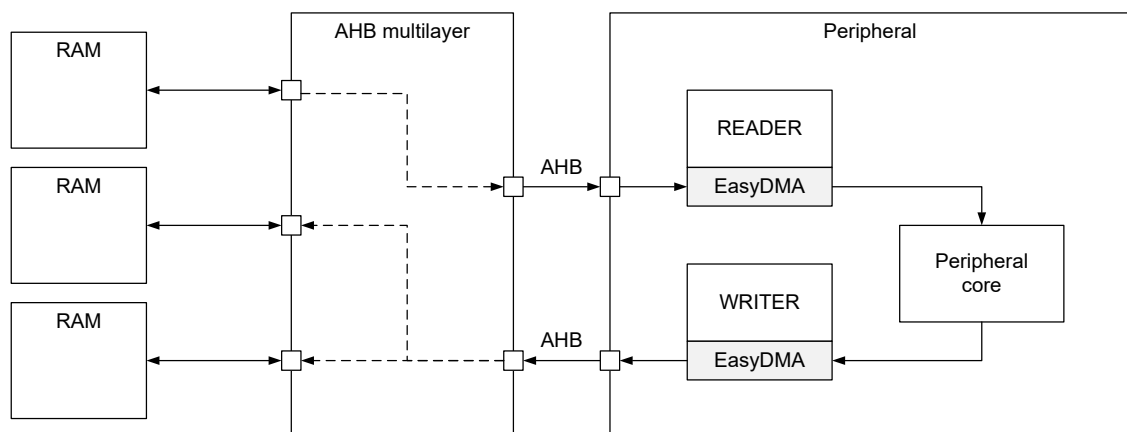 AHB multilayer
Peripheral
RAM
READER
EasyDMA
AHB
RAM
Peripheral
core
WRITER
EasyDMA
AHB
RAM